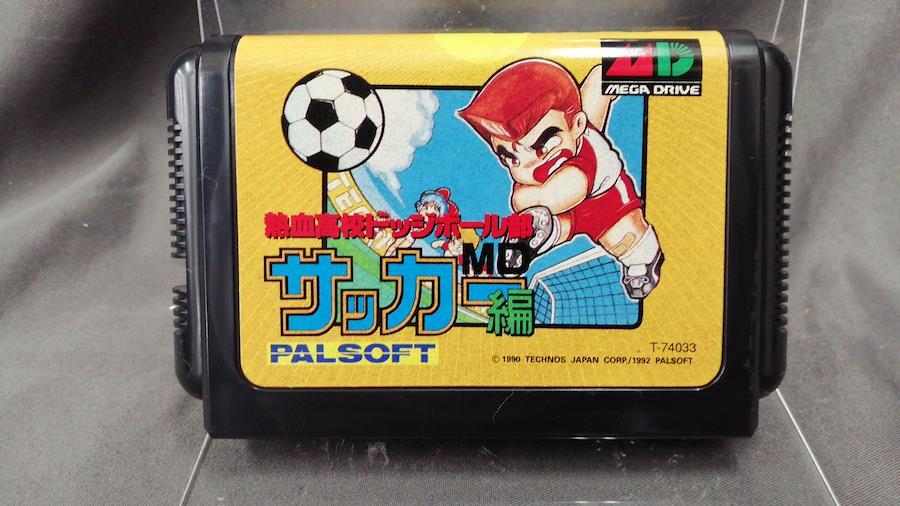 MD
MEGA DRIVE
熱血高校ドッジボール部
MD
サッカー編
PALSOFT
T-74033
© 1990 TECHNOS JAPAN CORP./1992 PALSOFT